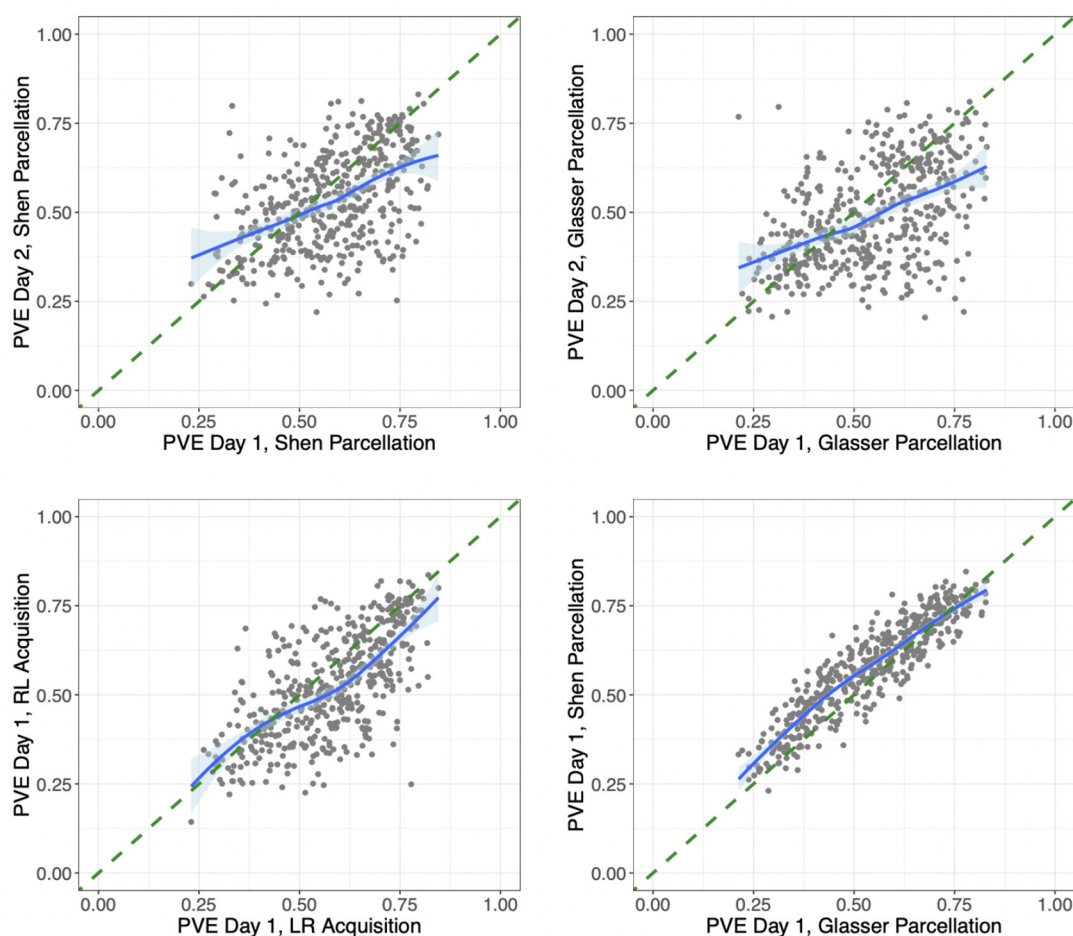 1.00
0.75
0.50
0.25
0.00
PVE Day 2, Shen Parcellation
0.00 0.25 0.50 0.75 1.00
PVE Day 1, Shen Parcellation
1.00
0.75
0.50
0.25
0.00
PVE Day 2, Glasser Parcellation
0.00 0.25 0.50 0.75 1.00
PVE Day 1, Glasser Parcellation
1.00
0.75
0.50
0.25
0.00
PVE Day 1, RL Acquisition
0.00 0.25 0.50 0.75 1.00
PVE Day 1, LR Acquisition
1.00
0.75
0.50
0.25
0.00
PVE Day 1, Shen Parcellation
0.00 0.25 0.50 0.75 1.00
PVE Day 1, Glasser Parcellation